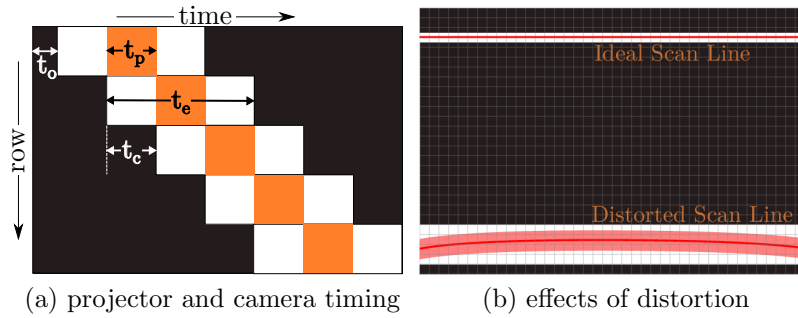 time
t_o
t_p
t_e
t_c
row
(a) projector and camera timing
Ideal Scan Line
Distorted Scan Line
(b) effects of distortion